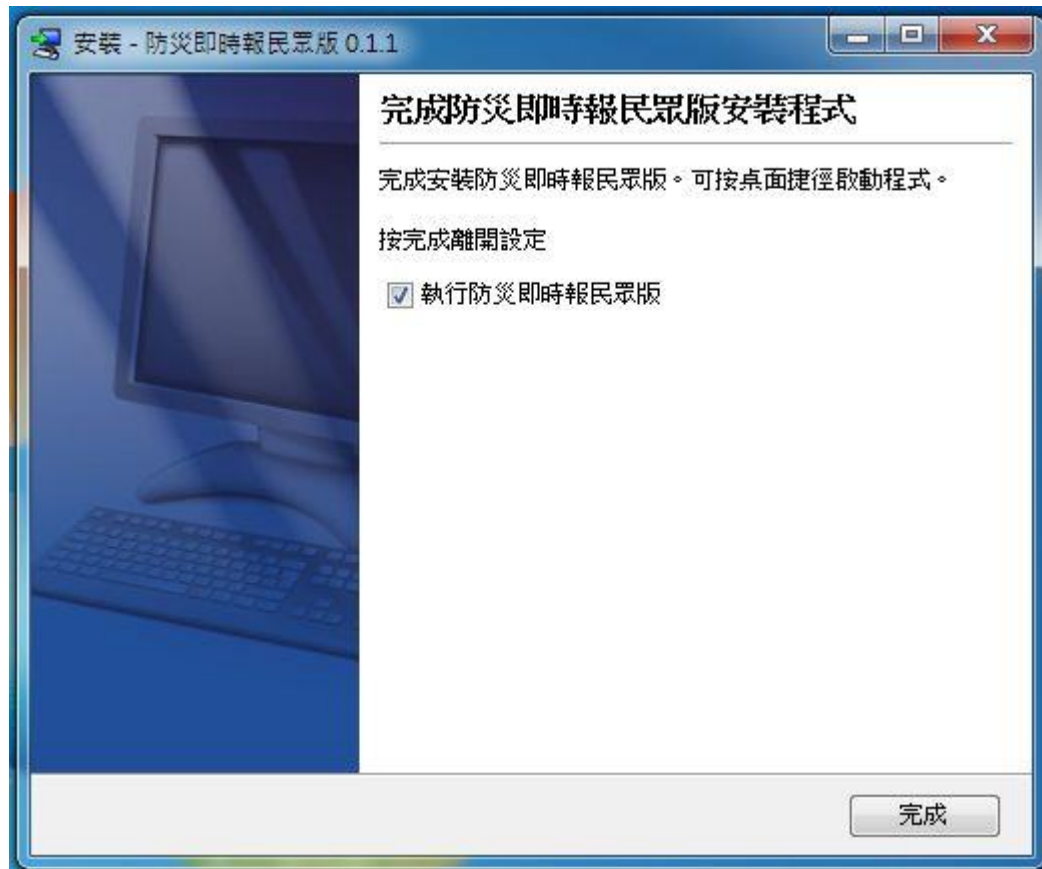 安裝 - 防災即時報民眾版 0.1.1
完成防災即時報民眾版安裝程式
完成安裝防災即時報民眾版。可按桌面捷徑啟動程式。
按完成離開設定
執行防災即時報民眾版
完成